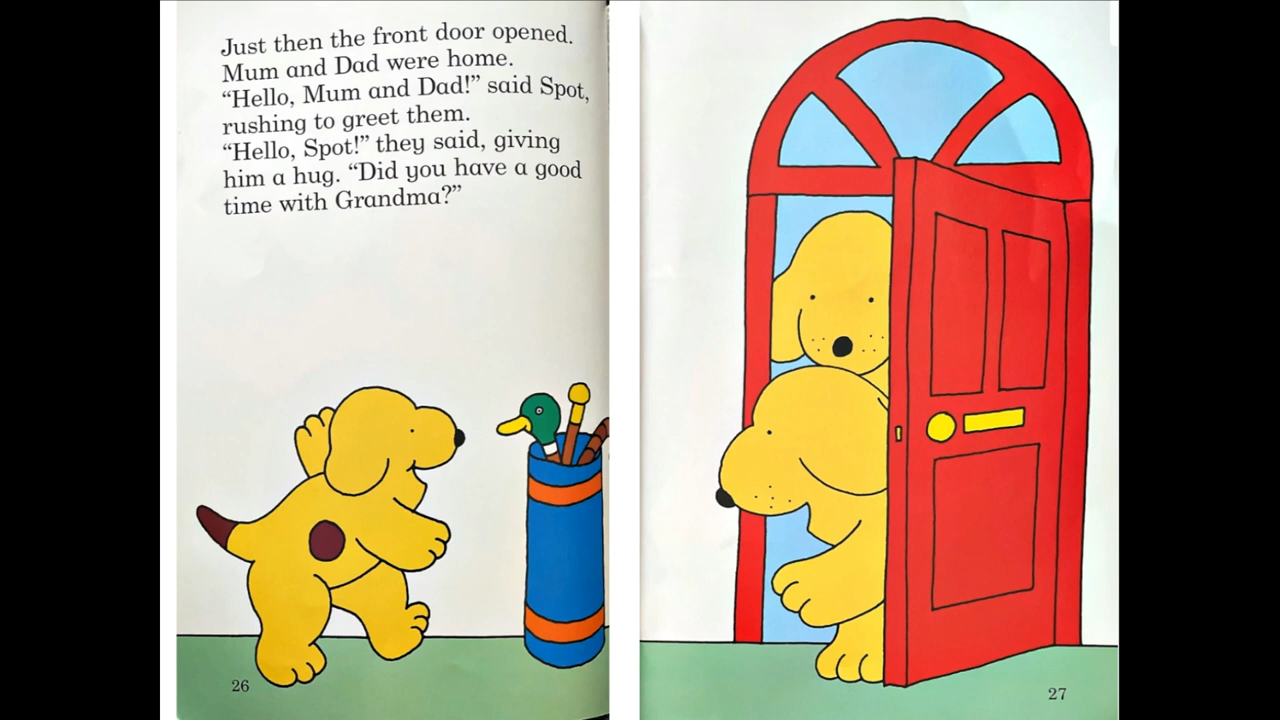 Just then the front door opened.
Mum and Dad were home.
“Hello, Mum and Dad!” said Spot,
rushing to greet them.
“Hello, Spot!” they said, giving
him a hug. “Did you have a good
time with Grandma?”
26
27